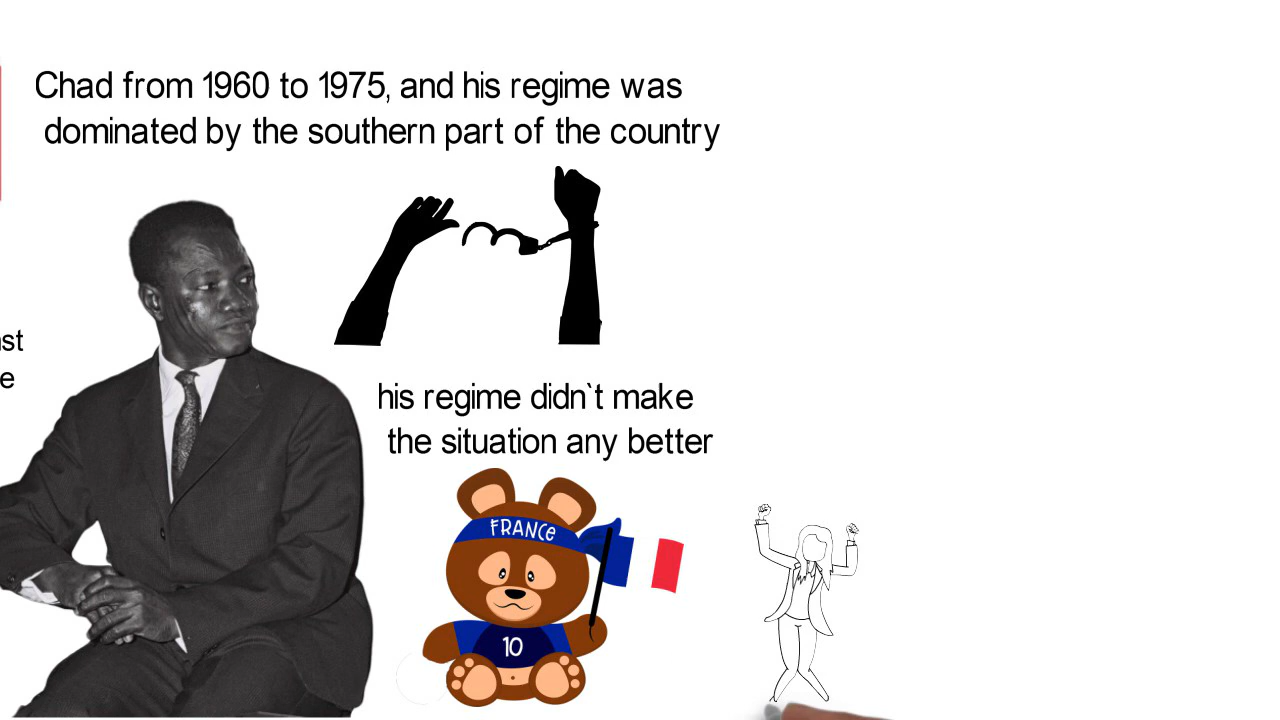 Chad from 1960 to 1975, and his regime was
dominated by the southern part of the country
his regime didn`t make
the situation any better
FRANCE
10